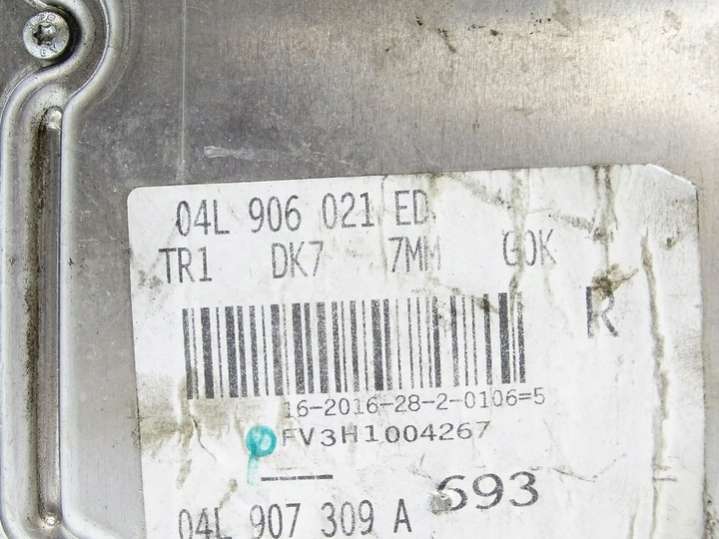 04L 906 021 ED
TR1 DK7 7MM G0K
R
16-2016-28-2-0106=5
FV3H1004267
693
04L 907 309 A